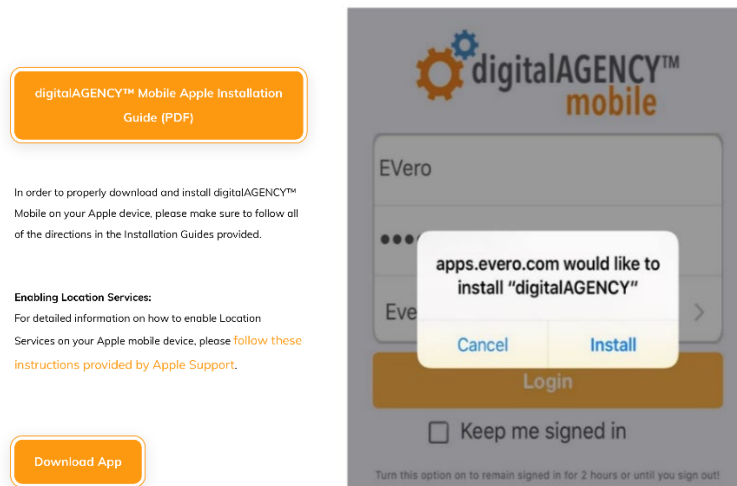 digitalAGENCY™ Mobile Apple Installation
Guide (PDF)
In order to properly download and install digitalAGENCY™
Mobile on your Apple device, please make sure to follow all
of the directions in the Installation Guides provided.
Enabling Location Services:
For detailed information on how to enable Location
Services on your Apple mobile device, please follow these
instructions provided by Apple Support.
Download App
digitalAGENCY™
mobile
EVero
apps.evero.com would like to
install “digitalAGENCY”
Eve
Cancel
Install
Login
Keep me signed in
Turn this option on to remain signed in for 2 hours or until you sign out!